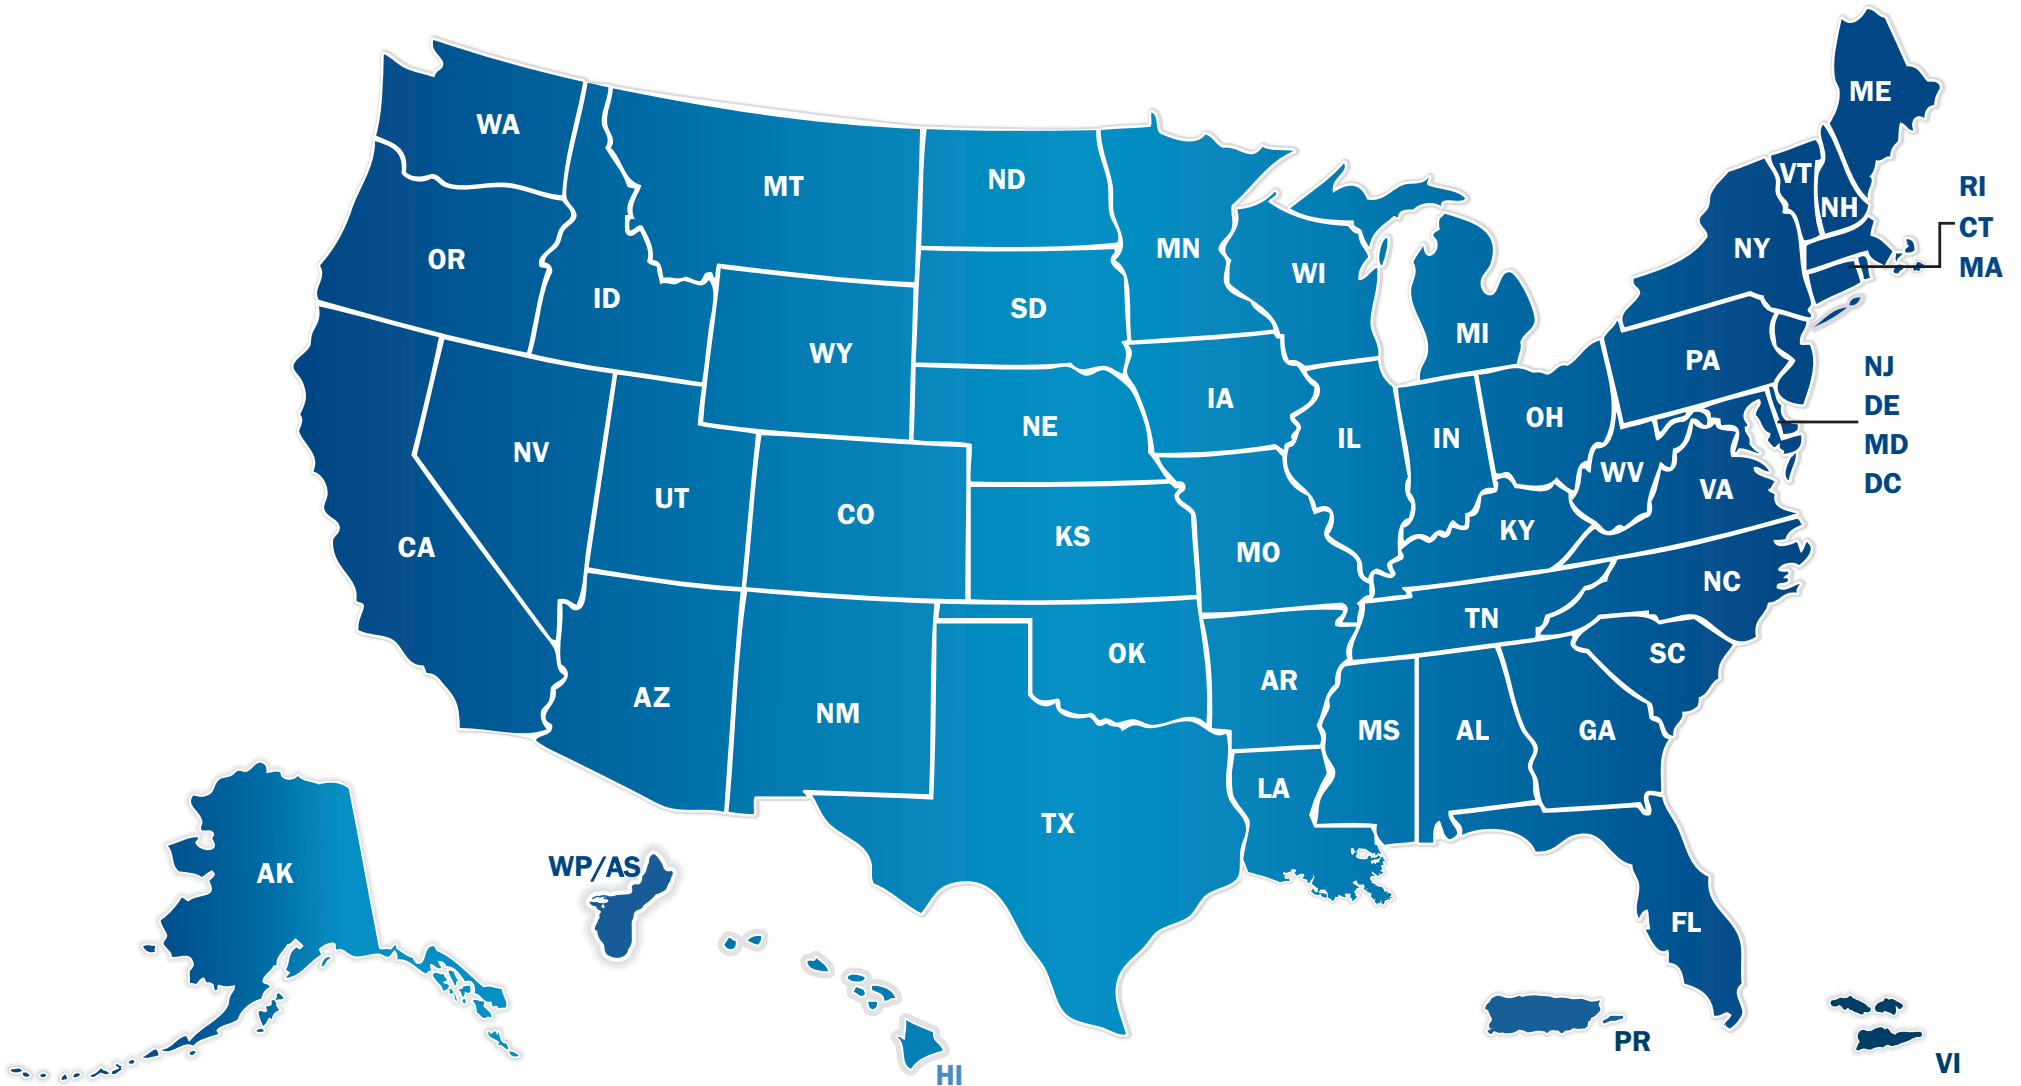 ME
WA
VT
ND
MT
RI
NH
CT
MN
NY
OR
MA
WI
ID
SD
MI
WY
PA
NJ
IA
DE
OH
NE
IL
IN
MD
NV
WV
DC
VA
UT
CO
KY
KS
CA
MO
NC
TN
OK
SC
AR
AZ
NM
MS
AL
GA
LA
TX
WP/AS
AK
FL
PR
VI
HI